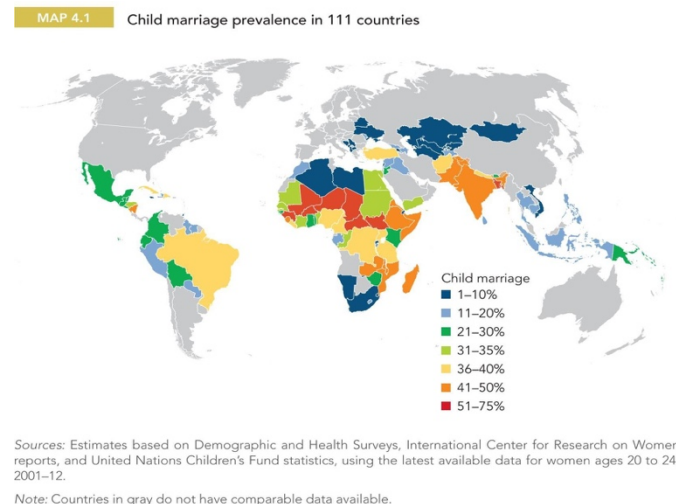 MAP 4.1 Child marriage prevalence in 111 countries
Child marriage
1–10%
11–20%
21–30%
31–35%
36–40%
41–50%
51–75%
Sources: Estimates based on Demographic and Health Surveys, International Center for Research on Women
reports, and United Nations Children's Fund statistics, using the latest available data for women ages 20 to 24
2001–12.
Note: Countries in gray do not have comparable data available.